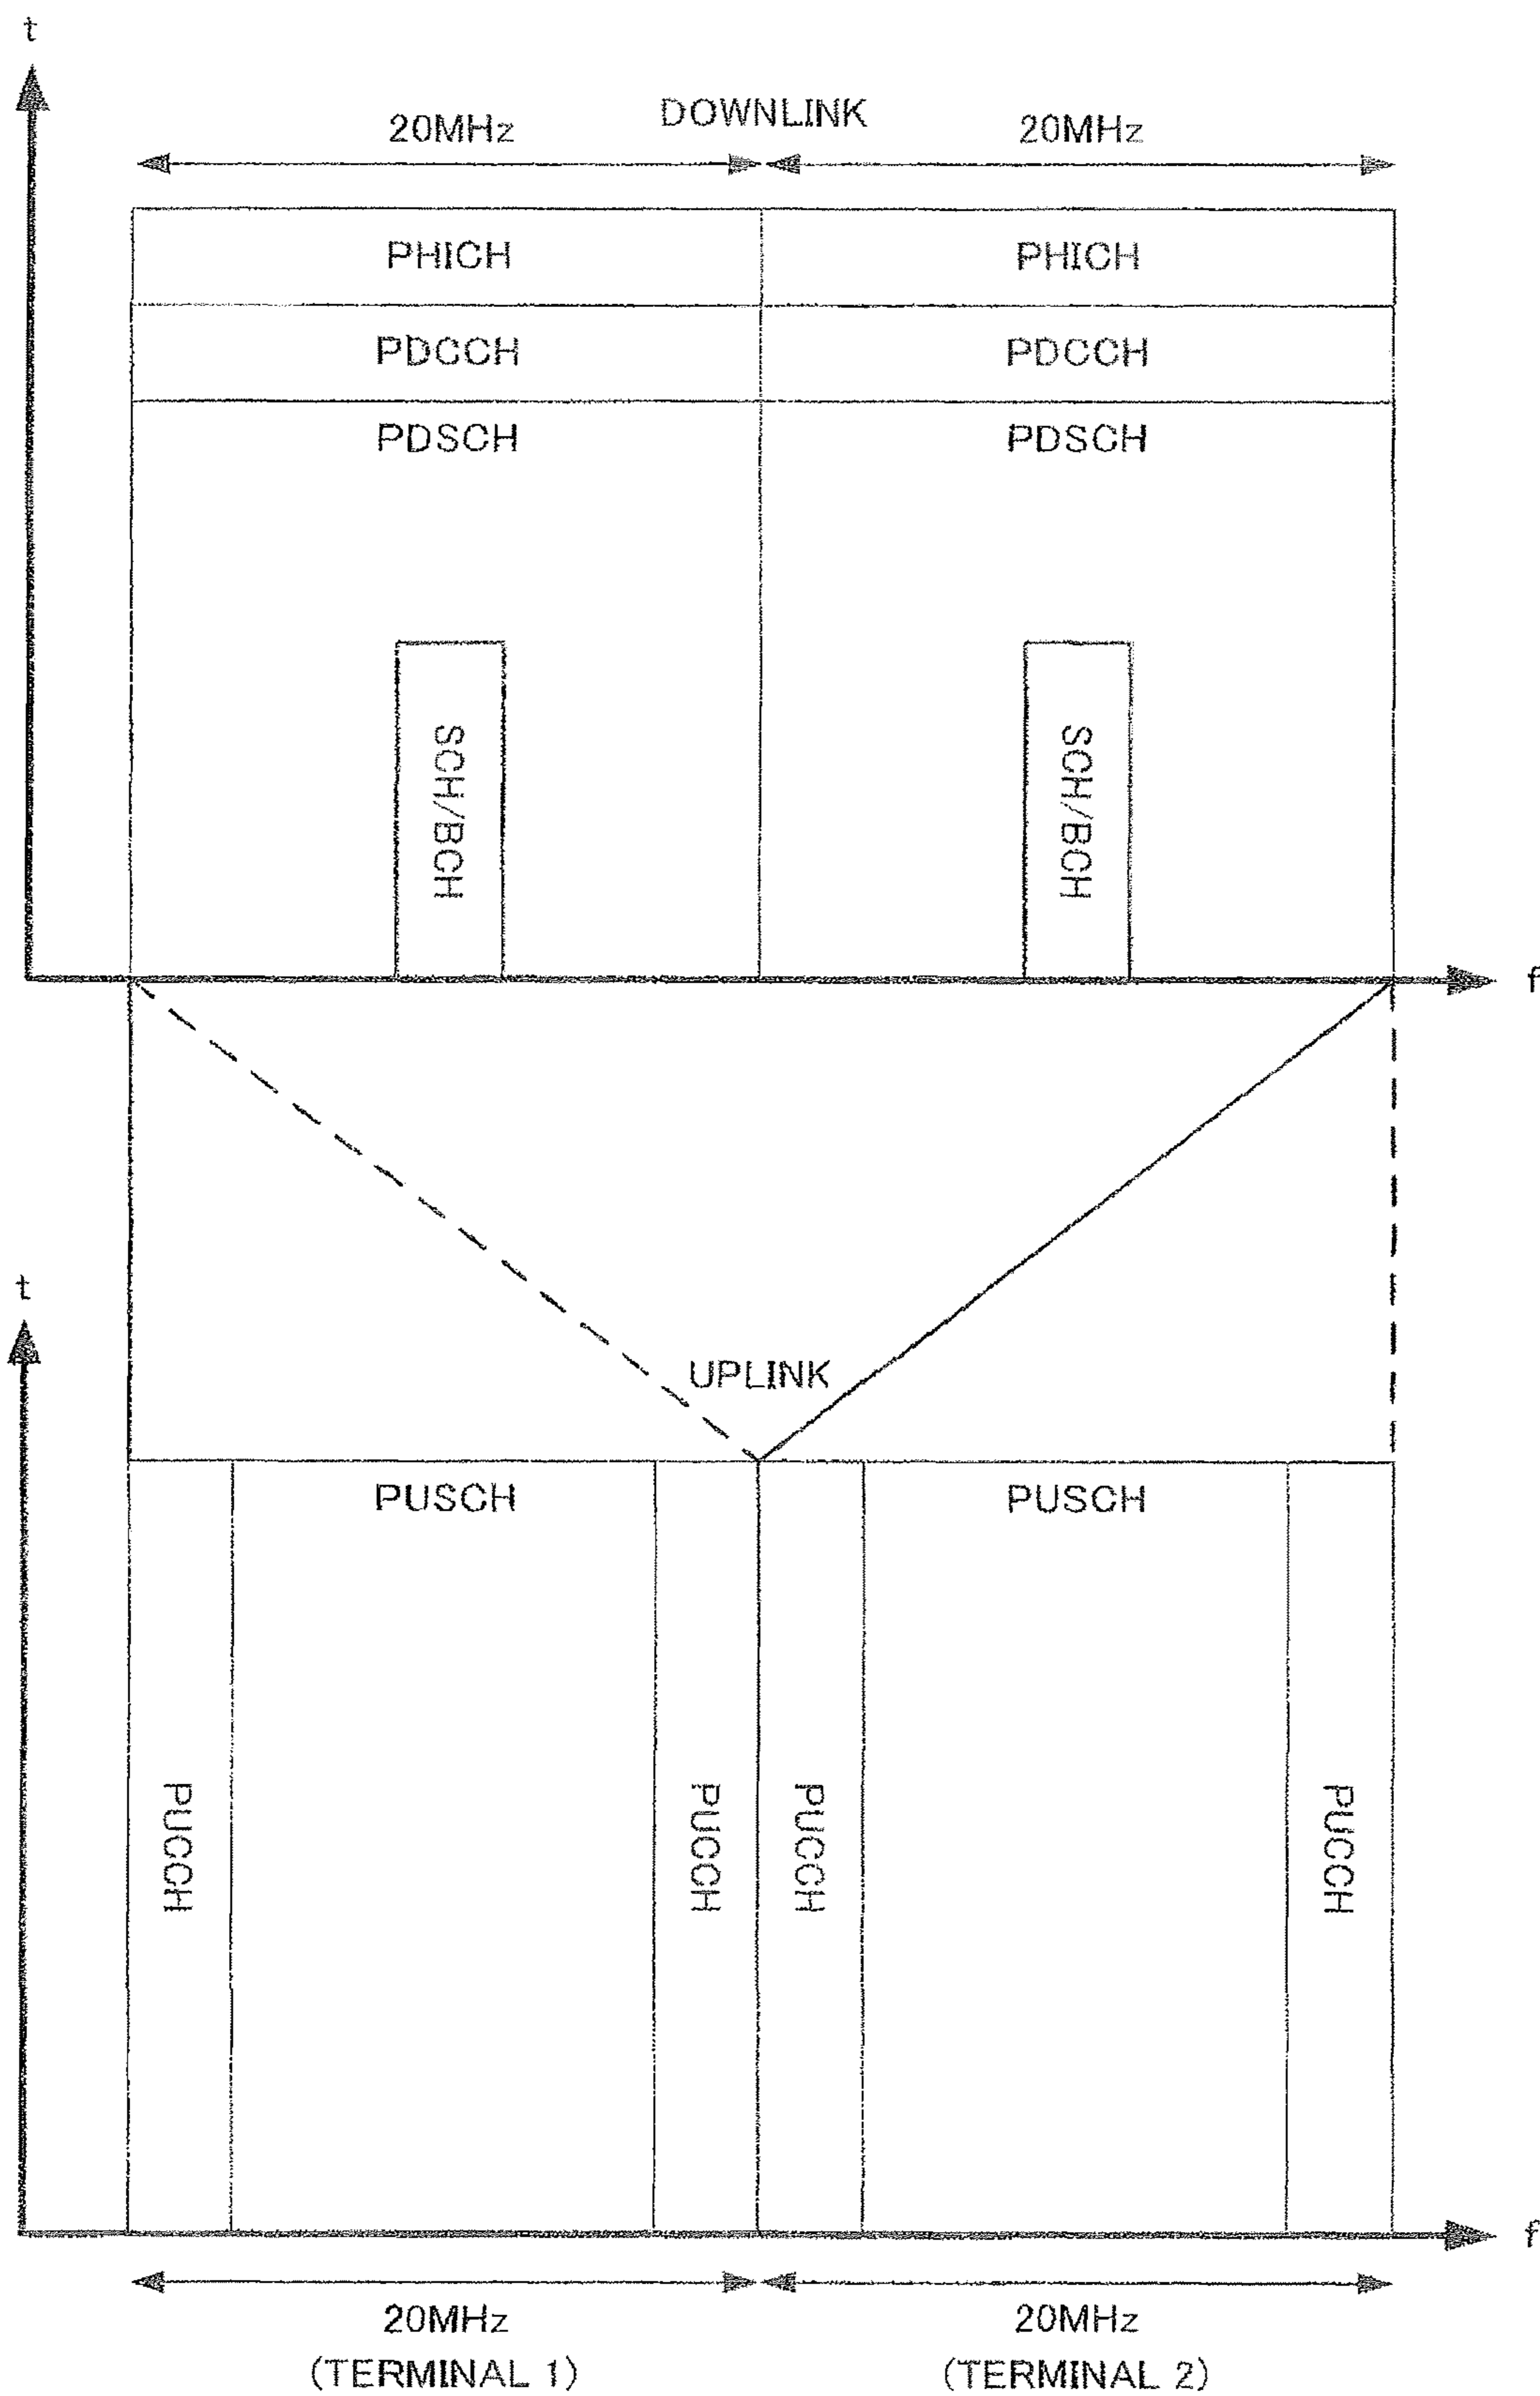 t
DOWNLINK
20MHz 20MHz
PHICH PHICH
PDCCH PDCCH
PDSCH PDSCH
SCH/BCH SCH/BCH
f
t
UPLINK
PUSCH PUSCH
PUCCH PUCCH PUCCH PUCCH
f
20MHz 20MHz
(TERMINAL 1) (TERMINAL 2)